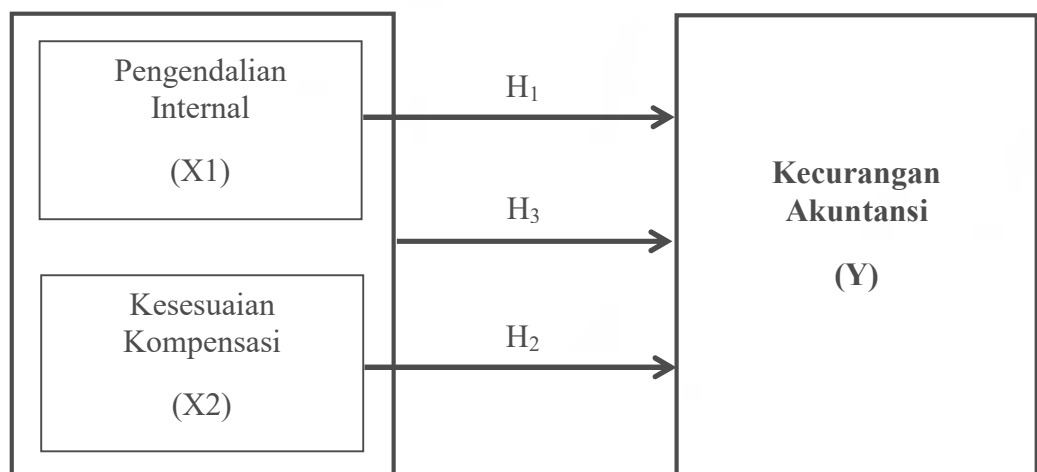 Pengendalian
Internal
(X1)
H₁
H₃
Kecurangan
Akuntansi
(Y)
Kesesuaian
Kompensasi
(X2)
H₂